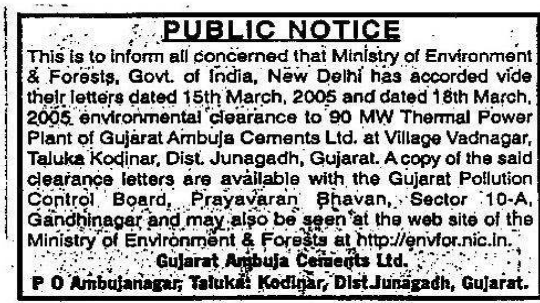 PUBLIC NOTICE
This is to inform all concerned that Ministry of Environment
& Forests, Govt. of India, New Delhi has accorded vide
their letters dated 15th March, 2005 and dated 18th March,
2005 environmental clearance to 90 MW Thermal Power
Plant of Gujarat Ambuja Cements Ltd. at Village Vadnagar,
Taluka Kodinar, Dist. Junagadh, Gujarat. A copy of the said
clearance letters are available with the Gujarat Pollution
Control Board, Prayavaran Bhavan, Sector 10-A,
Gandhinagar and may also be seen at the web site of the
Ministry of Environment & Forests at http://envfor.nic.in.
Gujarat Ambuja Cements Ltd.
P O Ambujanagar, Taluka: Kodinar, Dist.Junagadh, Gujarat.